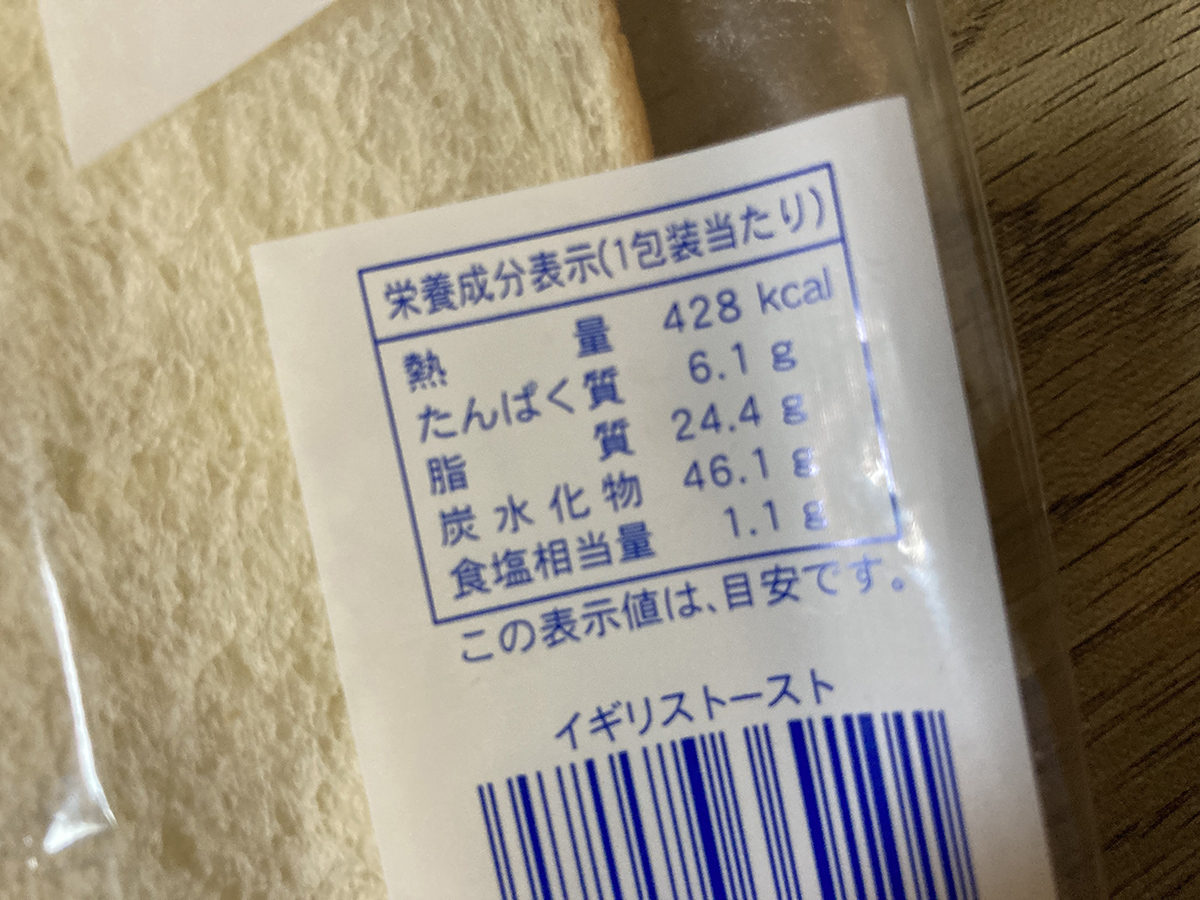 栄養成分表示(1包装当たり)
熱量 428 kcal
たんぱく質 6.1 g
脂質 24.4 g
炭水化物 46.1 g
食塩相当量 1.1 g
この表示値は、目安です。
イギリストースト